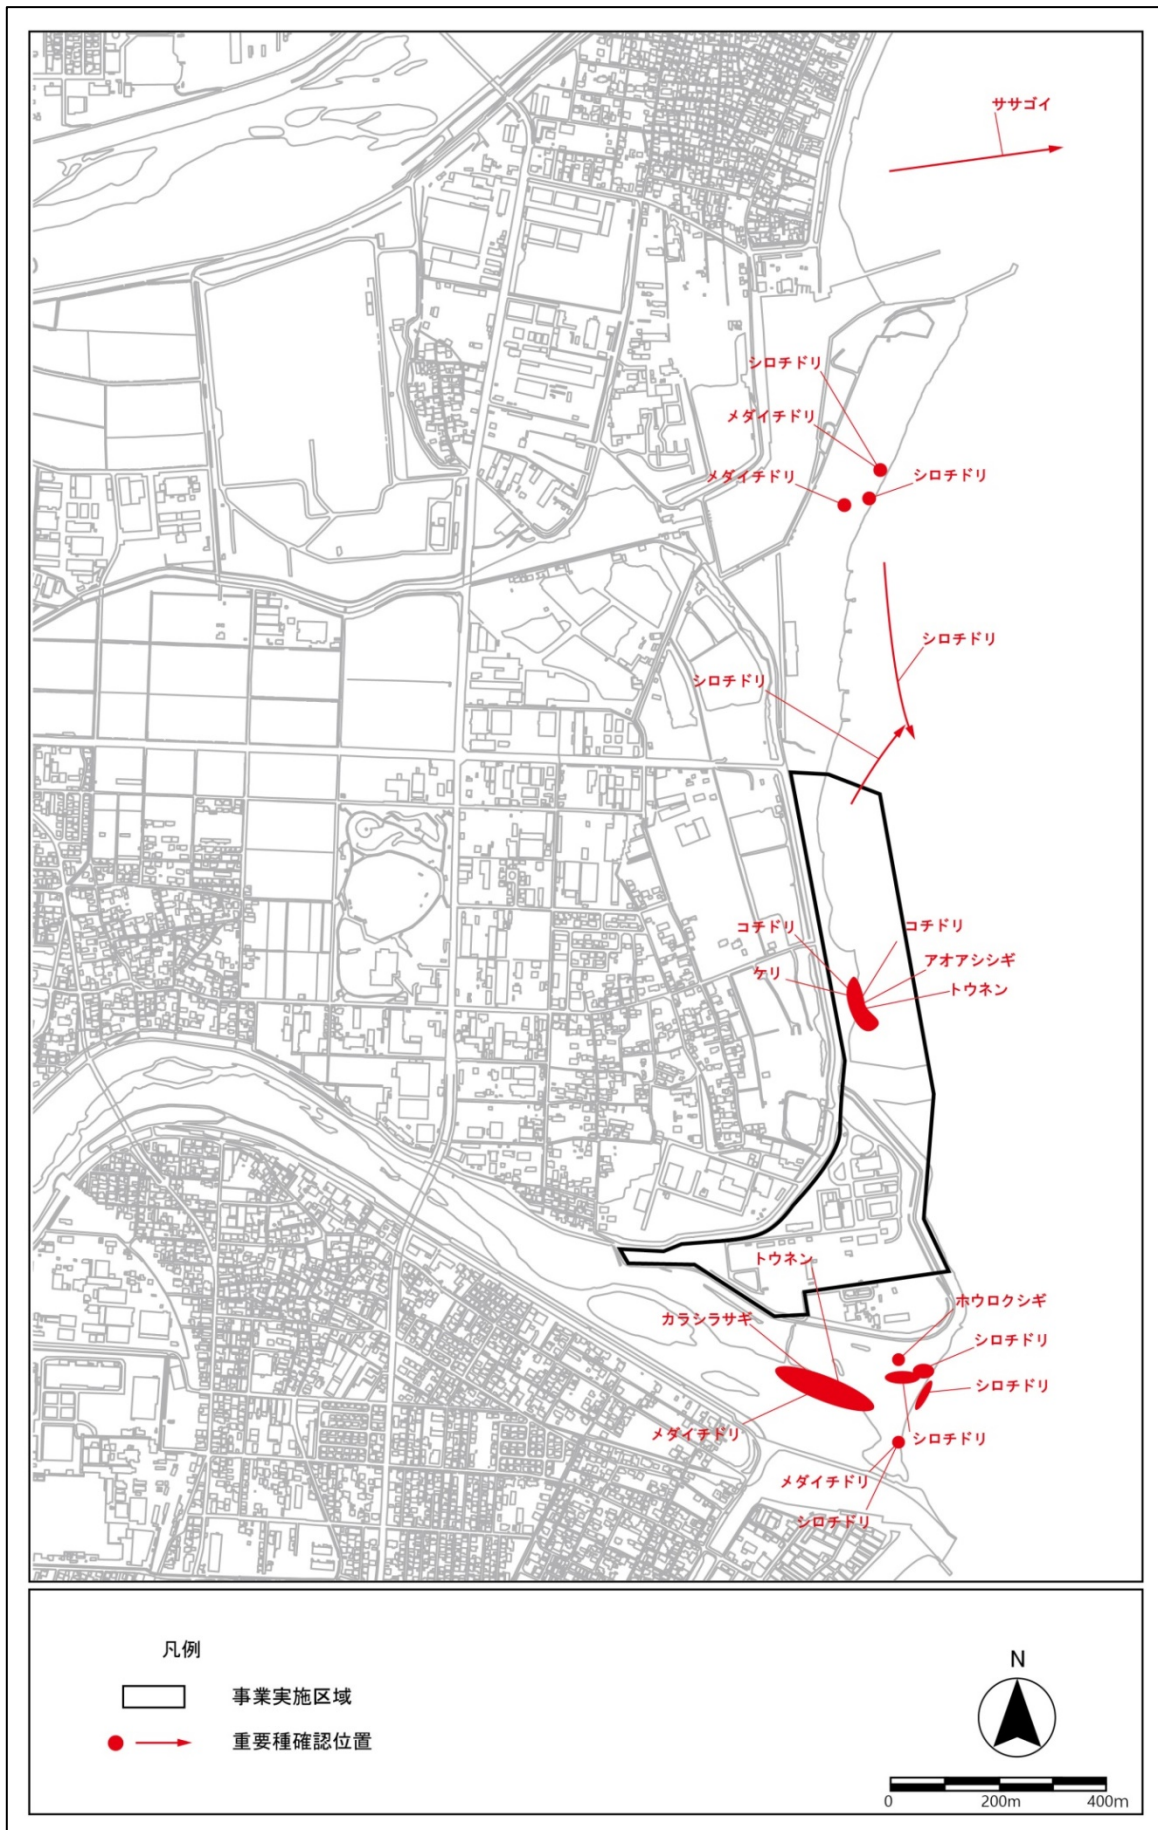 ササゴイ
シロチドリ
メダイチドリ
メダイチドリ
シロチドリ
シロチドリ
シロチドリ
コチドリ
コチドリ
アオアシシギ
ケリ
トウネン
トウネン
ホウロクシギ
カラシラサギ
シロチドリ
シロチドリ
メダイチドリ
シロチドリ
メダイチドリ
シロチドリ
凡例
事業実施区域
重要種確認位置
N
0 200m 400m